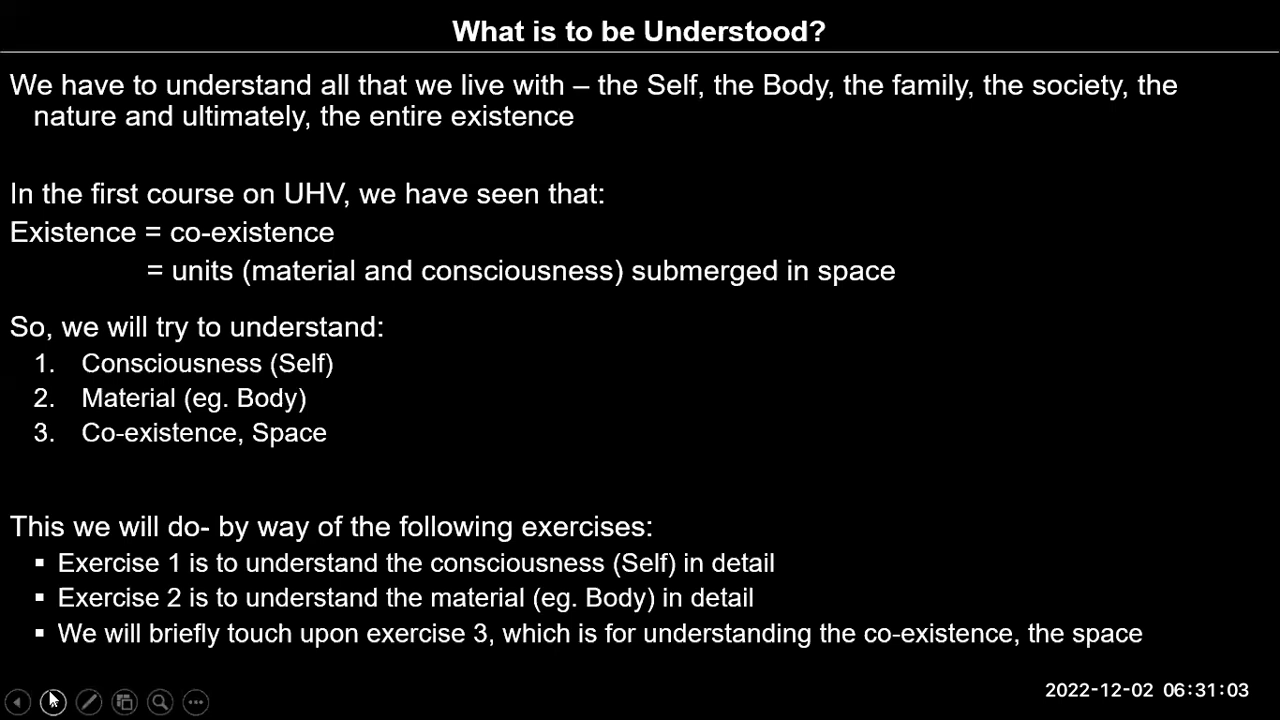 What is to be Understood?
We have to understand all that we live with – the Self, the Body, the family, the society, the
nature and ultimately, the entire existence
In the first course on UHV, we have seen that:
Existence = co-existence
= units (material and consciousness) submerged in space
So, we will try to understand:
1. Consciousness (Self)
2. Material (eg. Body)
3. Co-existence, Space
This we will do- by way of the following exercises:
▪ Exercise 1 is to understand the consciousness (Self) in detail
▪ Exercise 2 is to understand the material (eg. Body) in detail
▪ We will briefly touch upon exercise 3, which is for understanding the co-existence, the space
2022-12-02 06:31:03